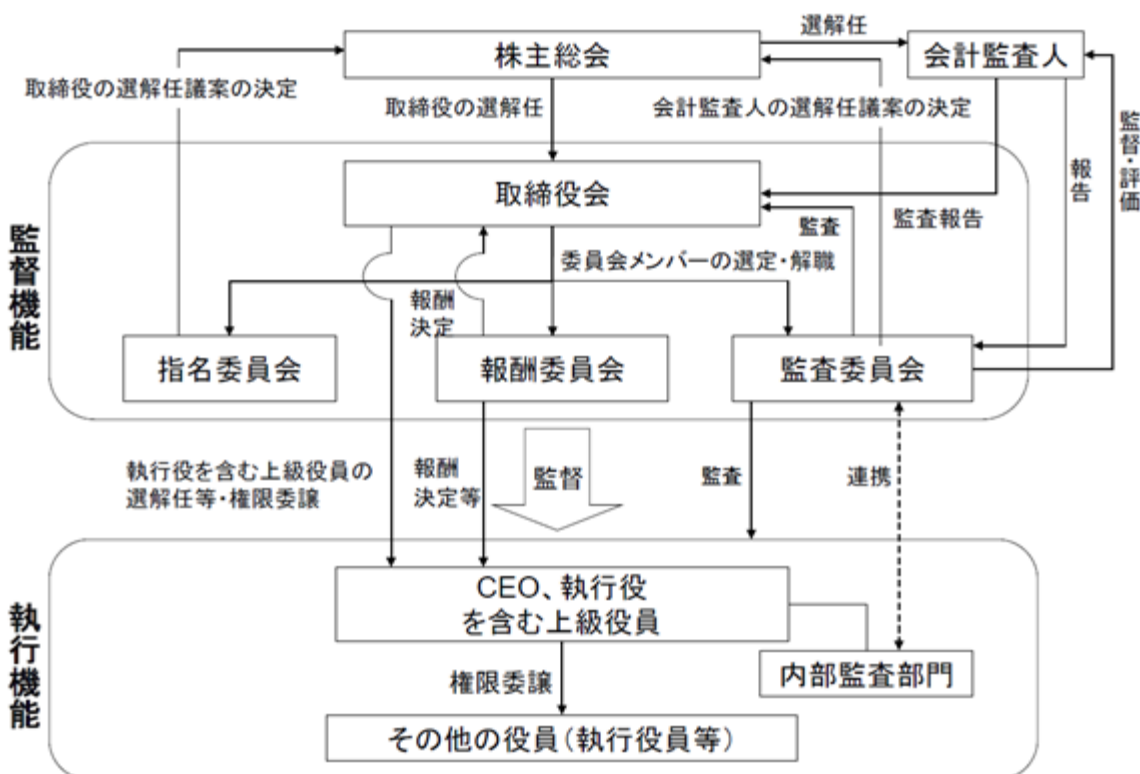 選解任
株主総会
会計監査人
取締役の選解任議案の決定
取締役の選解任
会計監査人の選解任議案の決定
監督・評価
報告
取締役会
監査
監査報告
監督機能
委員会メンバーの選定・解職
報酬
決定
指名委員会
報酬委員会
監査委員会
執行役を含む上級役員の
選解任等・権限委譲
報酬
決定等
監督
監査
連携
執行機能
CEO、執行役
を含む上級役員
内部監査部門
権限委譲
その他の役員(執行役員等)